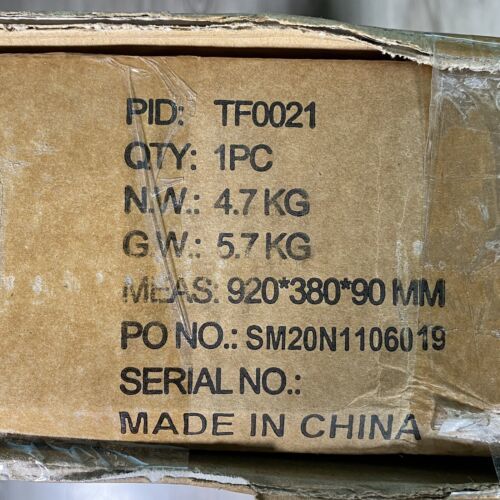 PID: TF0021
QTY: 1PC
N.W.: 4.7 KG
G.W.: 5.7 KG
MEAS: 920*380*90 MM
PO NO.: SM20N1106019
SERIAL NO.:
MADE IN CHINA